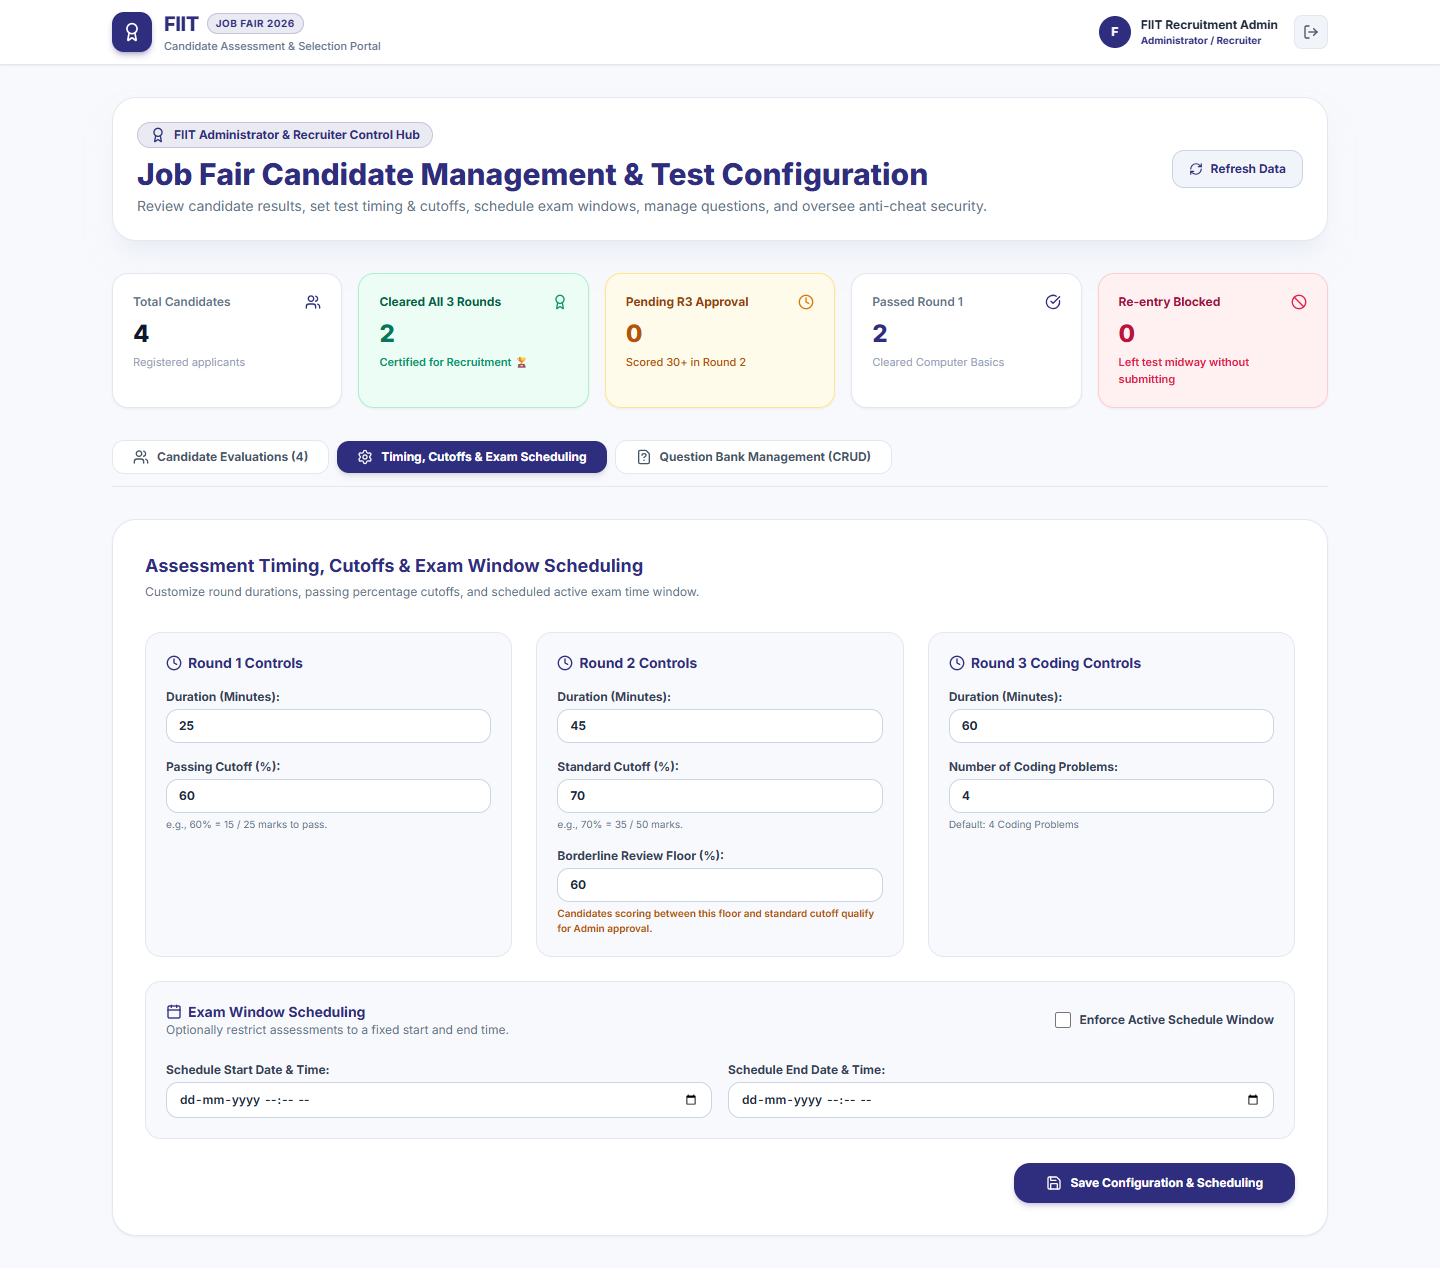 FIIT
JOB FAIR 2026
Candidate Assessment & Selection Portal
F
FIIT Recruitment Admin
Administrator / Recruiter
FIIT Administrator & Recruiter Control Hub
Job Fair Candidate Management & Test Configuration
Review candidate results, set test timing & cutoffs, schedule exam windows, manage questions, and oversee anti-cheat security.
Refresh Data
Total Candidates
4
Registered applicants
Cleared All 3 Rounds
2
Certified for Recruitment 🏆
Pending R3 Approval
0
Scored 30+ in Round 2
Passed Round 1
2
Cleared Computer Basics
Re-entry Blocked
0
Left test midway without
submitting
Candidate Evaluations (4)
Timing, Cutoffs & Exam Scheduling
Question Bank Management (CRUD)
Assessment Timing, Cutoffs & Exam Window Scheduling
Customize round durations, passing percentage cutoffs, and scheduled active exam time window.
Round 1 Controls
Duration (Minutes):
25
Passing Cutoff (%):
60
e.g., 60% = 15 / 25 marks to pass.
Round 2 Controls
Duration (Minutes):
45
Standard Cutoff (%):
70
e.g., 70% = 35 / 50 marks.
Borderline Review Floor (%):
60
Candidates scoring between this floor and standard cutoff qualify
for Admin approval.
Round 3 Coding Controls
Duration (Minutes):
60
Number of Coding Problems:
4
Default: 4 Coding Problems
Exam Window Scheduling
Optionally restrict assessments to a fixed start and end time.
Enforce Active Schedule Window
Schedule Start Date & Time:
dd-mm-yyyy --:-- --
Schedule End Date & Time:
dd-mm-yyyy --:-- --
Save Configuration & Scheduling